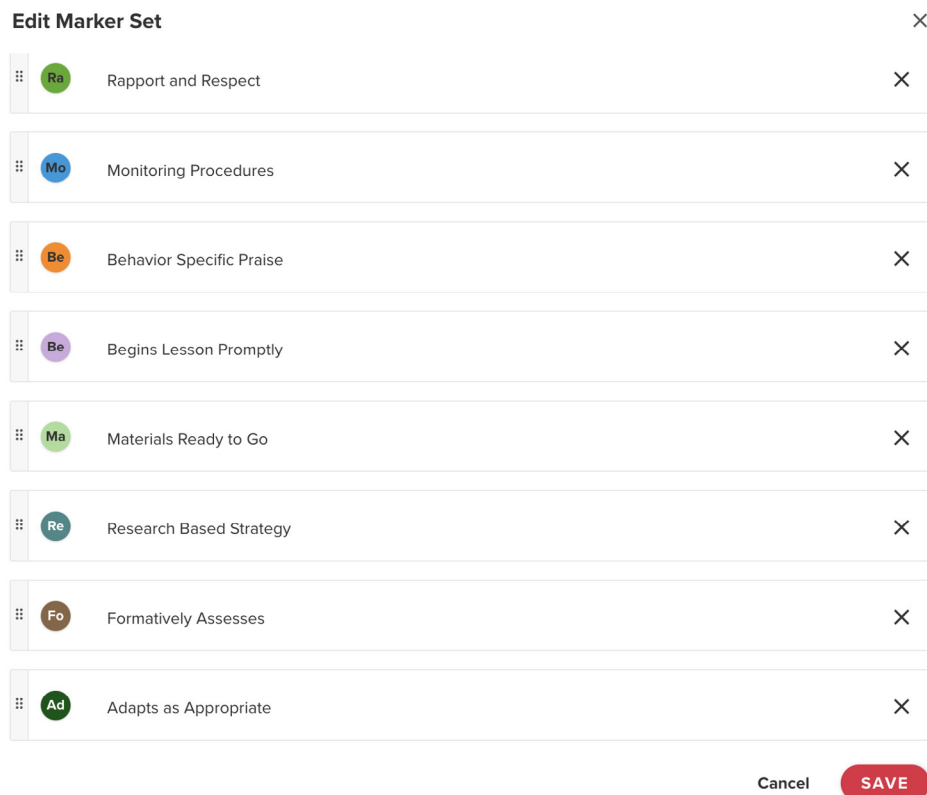 Edit Marker Set
Ra Rapport and Respect
Mo Monitoring Procedures
Be Behavior Specific Praise
Be Begins Lesson Promptly
Ma Materials Ready to Go
Re Research Based Strategy
Fo Formatively Assesses
Ad Adapts as Appropriate
Cancel SAVE